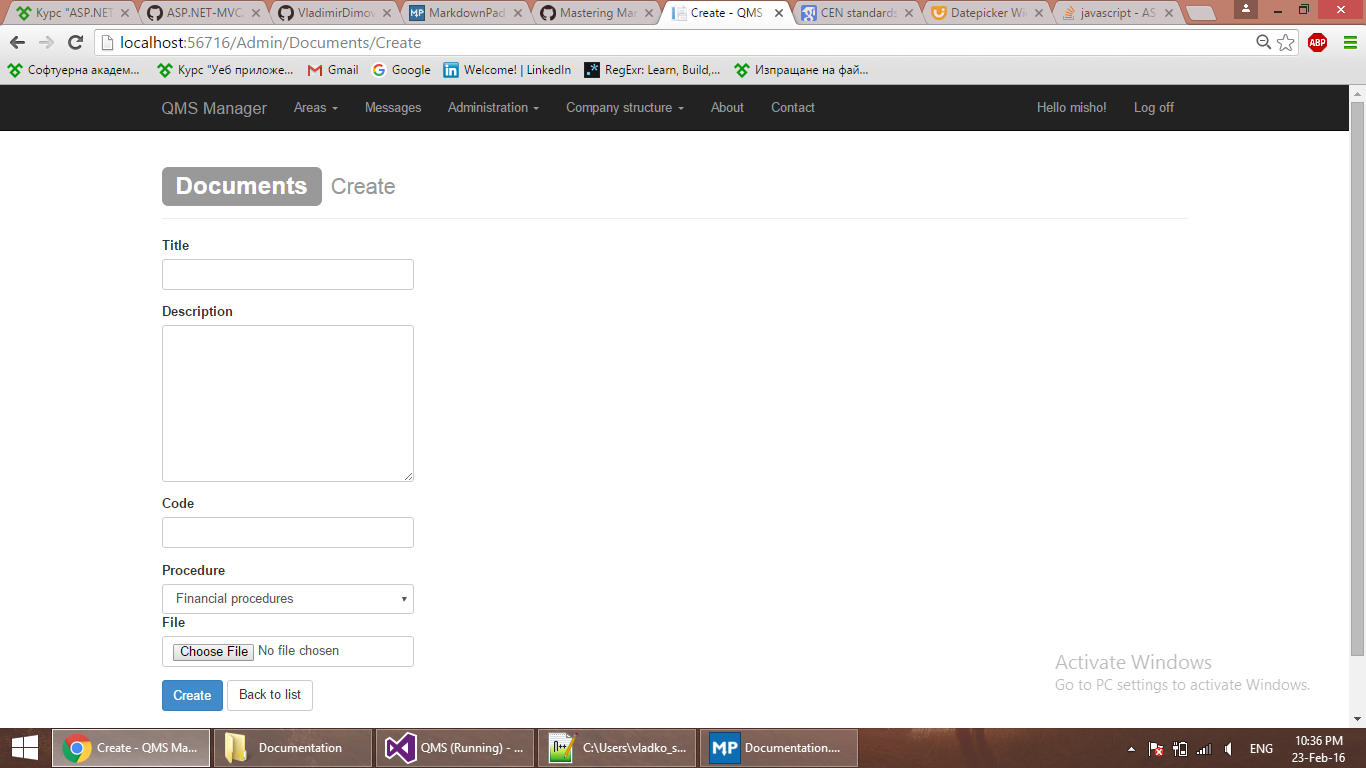 Курс "ASP.NET
ASP.NET-MVC
VladimirDimov
MarkdownPad
Mastering Mar
Create - QMS
CEN standards
Datepicker Wi
javascript - AS
localhost:56716/Admin/Documents/Create
ABP
Софтуерна академ...
Курс "Уеб приложе...
Gmail
Google
Welcome! | LinkedIn
RegExr: Learn, Build,...
Изпращане на фай...
QMS Manager
Areas
Messages
Administration
Company structure
About
Contact
Hello misho!
Log off
Documents Create
Title
Description
Code
Procedure
Financial procedures
File
Choose File No file chosen
Create
Back to list
Activate Windows
Go to PC settings to activate Windows.
Create - QMS Ma...
Documentation
QMS (Running) - ...
C:\Users\vladko_s...
MP
Documentation....
ENG
10:36 PM
23-Feb-16